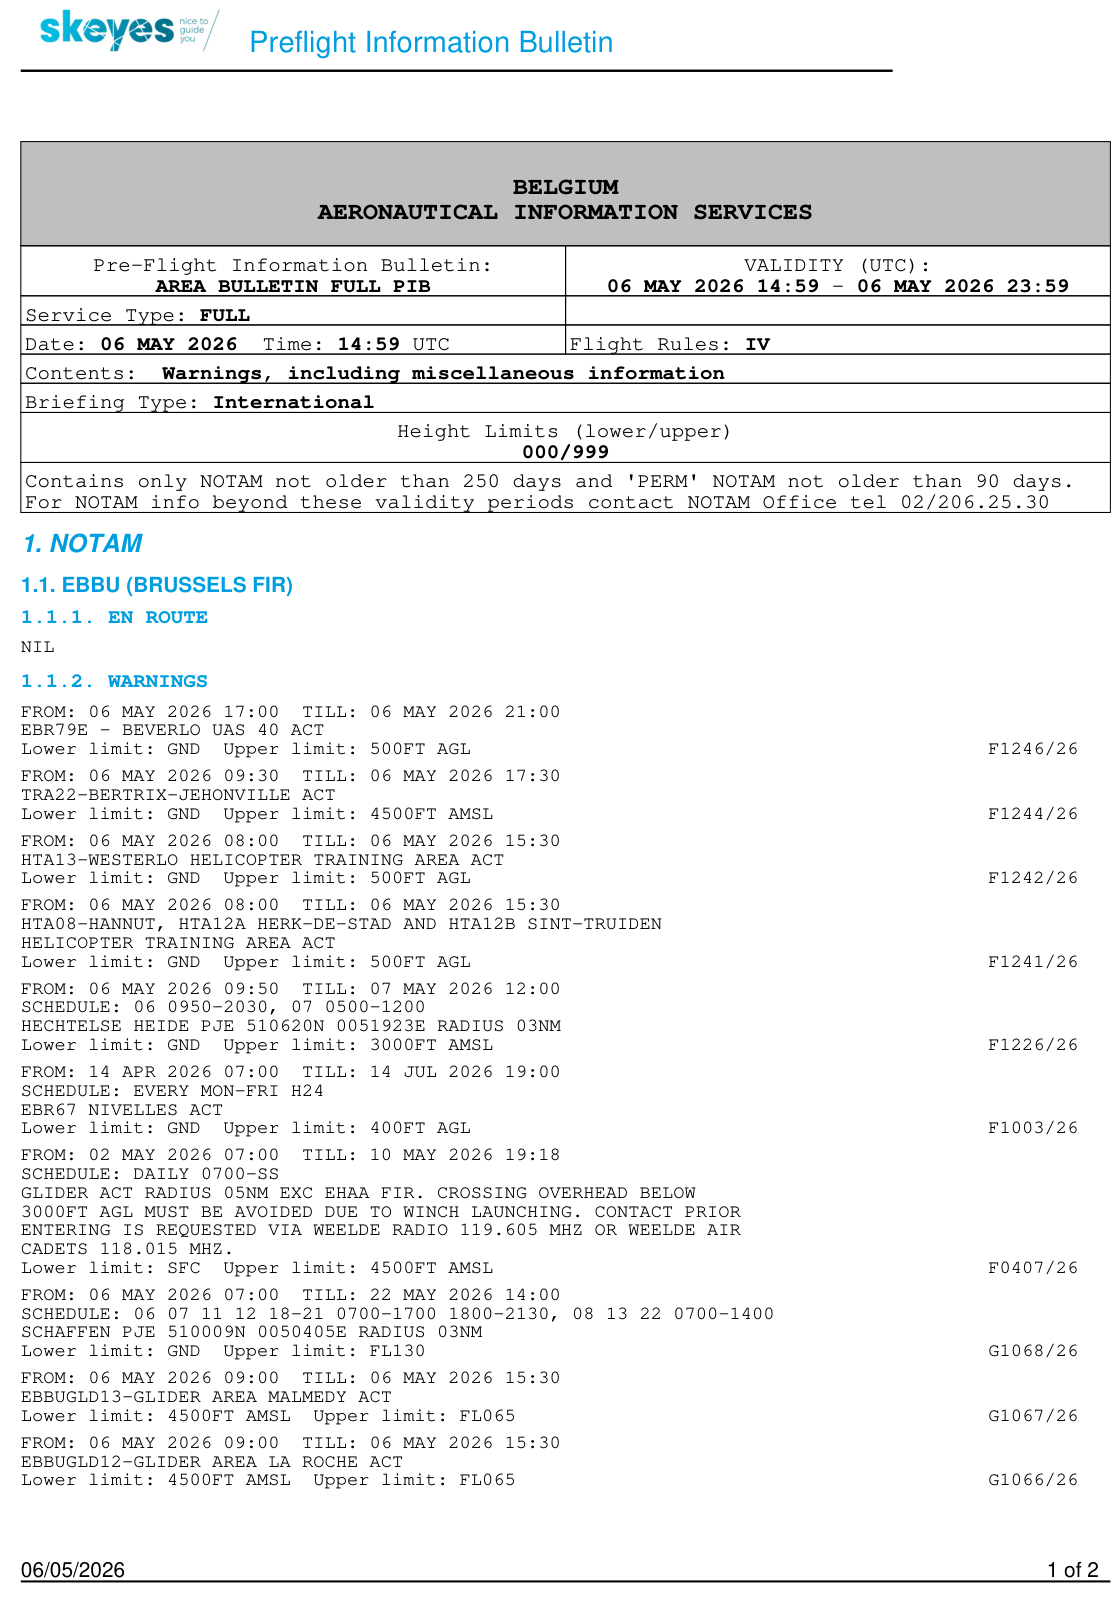 skeyes nice to guide you
Preflight Information Bulletin
BELGIUM
AERONAUTICAL INFORMATION SERVICES
Pre-Flight Information Bulletin:
AREA BULLETIN FULL PIB
VALIDITY (UTC):
06 MAY 2026 14:59 - 06 MAY 2026 23:59
Service Type: FULL
Date: 06 MAY 2026  Time: 14:59 UTC
Flight Rules: IV
Contents:  Warnings, including miscellaneous information
Briefing Type: International
Height Limits (lower/upper)
000/999
Contains only NOTAM not older than 250 days and 'PERM' NOTAM not older than 90 days.
For NOTAM info beyond these validity periods contact NOTAM Office tel 02/206.25.30
1. NOTAM
1.1. EBBU (BRUSSELS FIR)
1.1.1. EN ROUTE
NIL
1.1.2. WARNINGS
FROM: 06 MAY 2026 17:00  TILL: 06 MAY 2026 21:00
EBR79E - BEVERLO UAS 40 ACT
Lower limit: GND  Upper limit: 500FT AGL F1246/26
FROM: 06 MAY 2026 09:30  TILL: 06 MAY 2026 17:30
TRA22-BERTRIX-JEHONVILLE ACT
Lower limit: GND  Upper limit: 4500FT AMSL F1244/26
FROM: 06 MAY 2026 08:00  TILL: 06 MAY 2026 15:30
HTA13-WESTERLO HELICOPTER TRAINING AREA ACT
Lower limit: GND  Upper limit: 500FT AGL F1242/26
FROM: 06 MAY 2026 08:00  TILL: 06 MAY 2026 15:30
HTA08-HANNUT, HTA12A HERK-DE-STAD AND HTA12B SINT-TRUIDEN
HELICOPTER TRAINING AREA ACT
Lower limit: GND  Upper limit: 500FT AGL F1241/26
FROM: 06 MAY 2026 09:50  TILL: 07 MAY 2026 12:00
SCHEDULE: 06 0950-2030, 07 0500-1200
HECHTELSE HEIDE PJE 510620N 0051923E RADIUS 03NM
Lower limit: GND  Upper limit: 3000FT AMSL F1226/26
FROM: 14 APR 2026 07:00  TILL: 14 JUL 2026 19:00
SCHEDULE: EVERY MON-FRI H24
EBR67 NIVELLES ACT
Lower limit: GND  Upper limit: 400FT AGL F1003/26
FROM: 02 MAY 2026 07:00  TILL: 10 MAY 2026 19:18
SCHEDULE: DAILY 0700-SS
GLIDER ACT RADIUS 05NM EXC EHAA FIR. CROSSING OVERHEAD BELOW
3000FT AGL MUST BE AVOIDED DUE TO WINCH LAUNCHING. CONTACT PRIOR
ENTERING IS REQUESTED VIA WEELDE RADIO 119.605 MHZ OR WEELDE AIR
CADETS 118.015 MHZ.
Lower limit: SFC  Upper limit: 4500FT AMSL F0407/26
FROM: 06 MAY 2026 07:00  TILL: 22 MAY 2026 14:00
SCHEDULE: 06 07 11 12 18-21 0700-1700 1800-2130, 08 13 22 0700-1400
SCHAFFEN PJE 510009N 0050405E RADIUS 03NM
Lower limit: GND  Upper limit: FL130 G1068/26
FROM: 06 MAY 2026 09:00  TILL: 06 MAY 2026 15:30
EBBUGLD13-GLIDER AREA MALMEDY ACT
Lower limit: 4500FT AMSL  Upper limit: FL065 G1067/26
FROM: 06 MAY 2026 09:00  TILL: 06 MAY 2026 15:30
EBBUGLD12-GLIDER AREA LA ROCHE ACT
Lower limit: 4500FT AMSL  Upper limit: FL065 G1066/26
06/05/2026 1 of 2